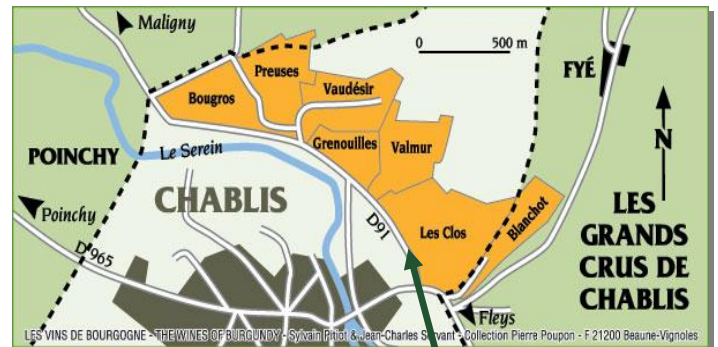 Maligny
0 500 m
Preuses
FYÉ
Vaudésir
Bougros
N
Grenouilles
Valmur
POINCHY
Le Serein
CHABLIS
LES
GRANDS
CRUS DE
CHABLIS
Poinchy
D91
Les Clos
Blanchot
D 965
Fleys
LES VINS DE BOURGOGNE - THE WINES OF BURGUNDY - Sylvain Pitiot & Jean-Charles Servant - Collection Pierre Poupon - F 21200 Beaune-Vignoles